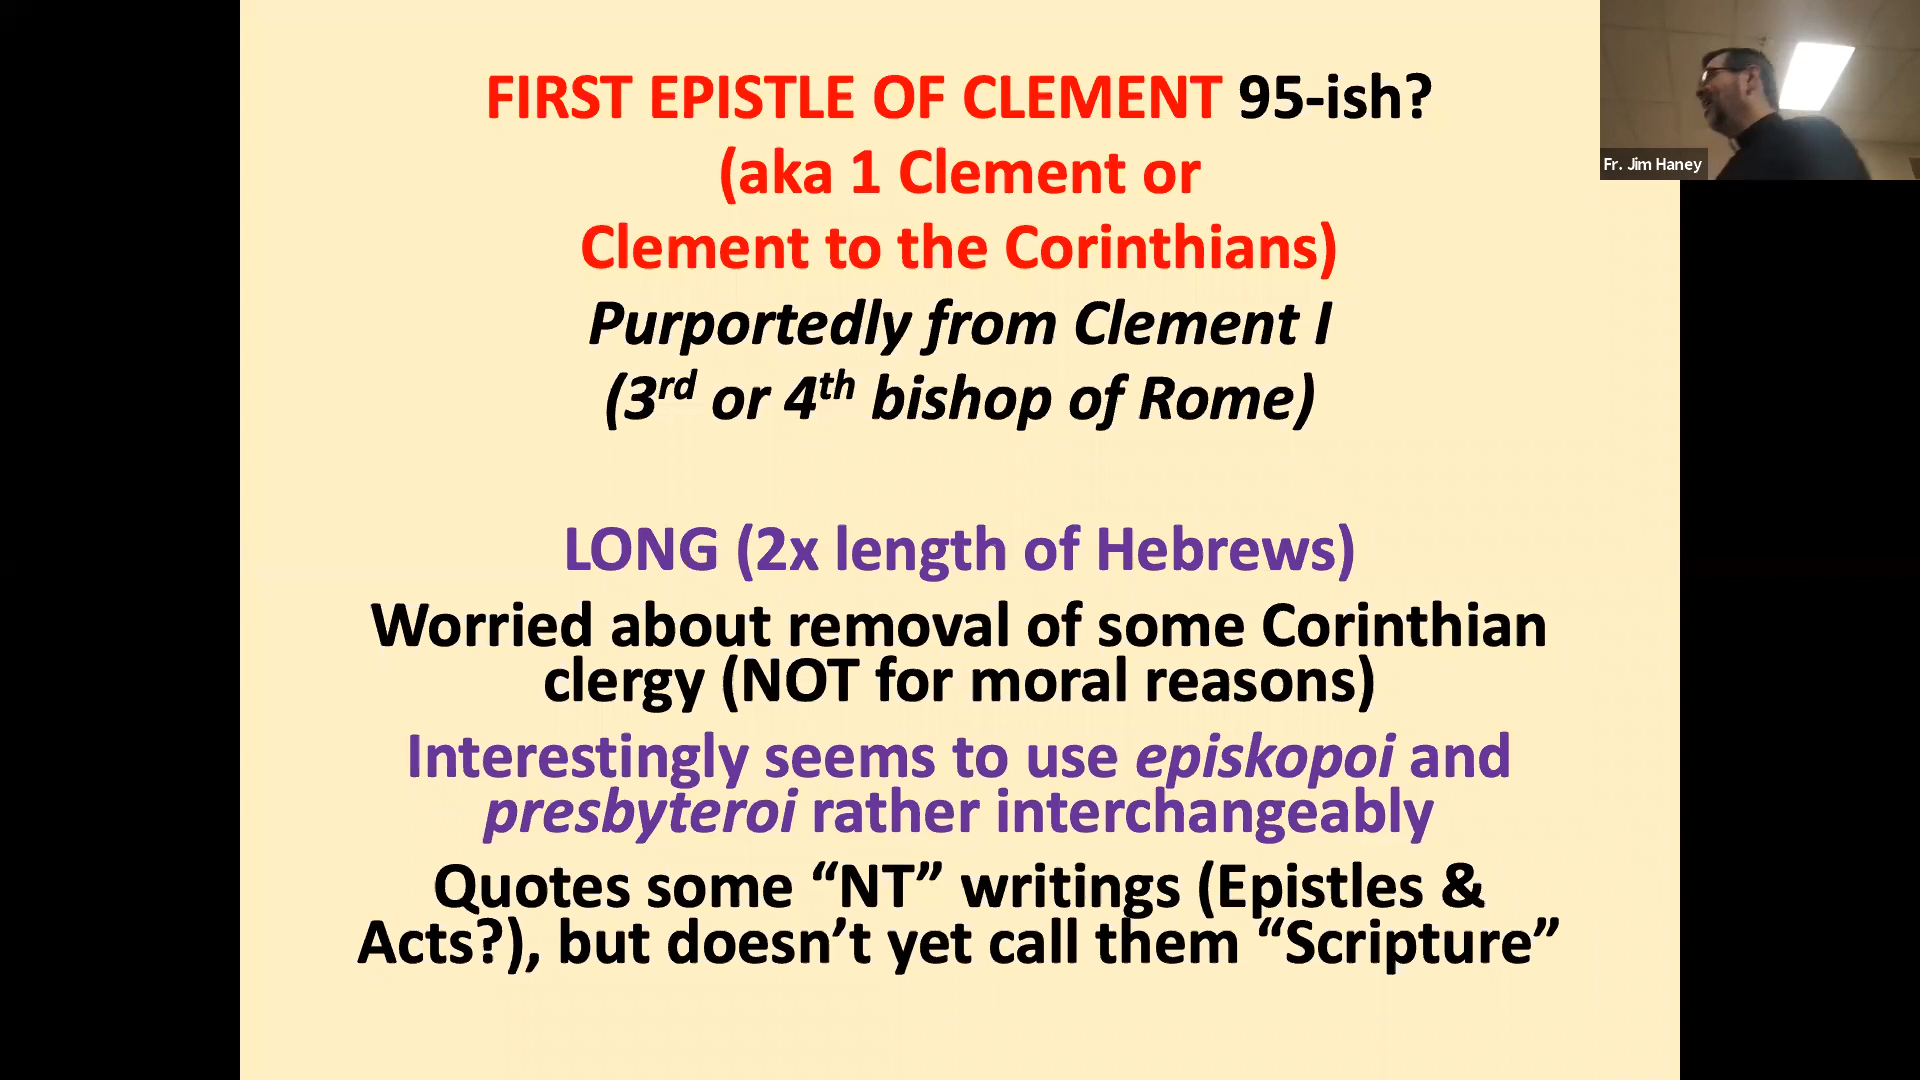 FIRST EPISTLE OF CLEMENT 95-ish?
(aka 1 Clement or
Clement to the Corinthians)
Purportedly from Clement I
(3rd or 4th bishop of Rome)
LONG (2x length of Hebrews)
Worried about removal of some Corinthian
clergy (NOT for moral reasons)
Interestingly seems to use episkopoi and
presbyteroi rather interchangeably
Quotes some “NT” writings (Epistles &
Acts?), but doesn’t yet call them “Scripture”
Fr. Jim Haney